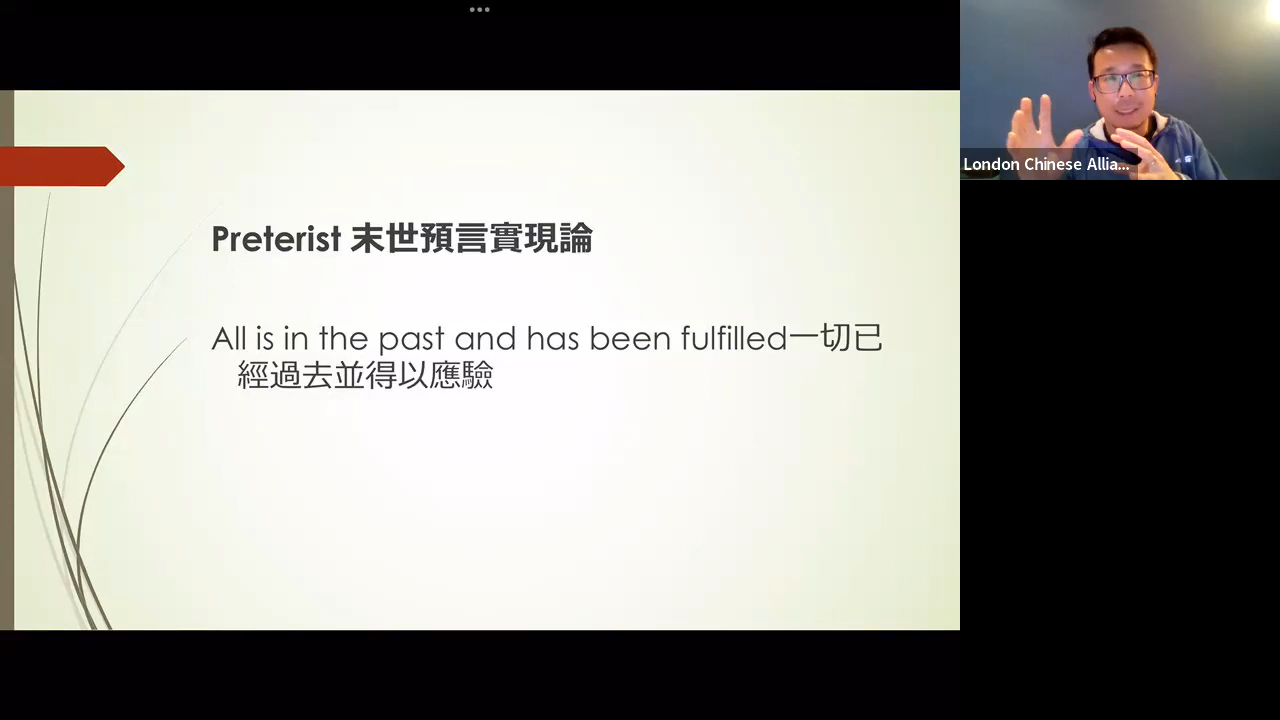 Preterist 末世預言實現論
All is in the past and has been fulfilled一切已
經過去並得以應驗
London Chinese Allia...